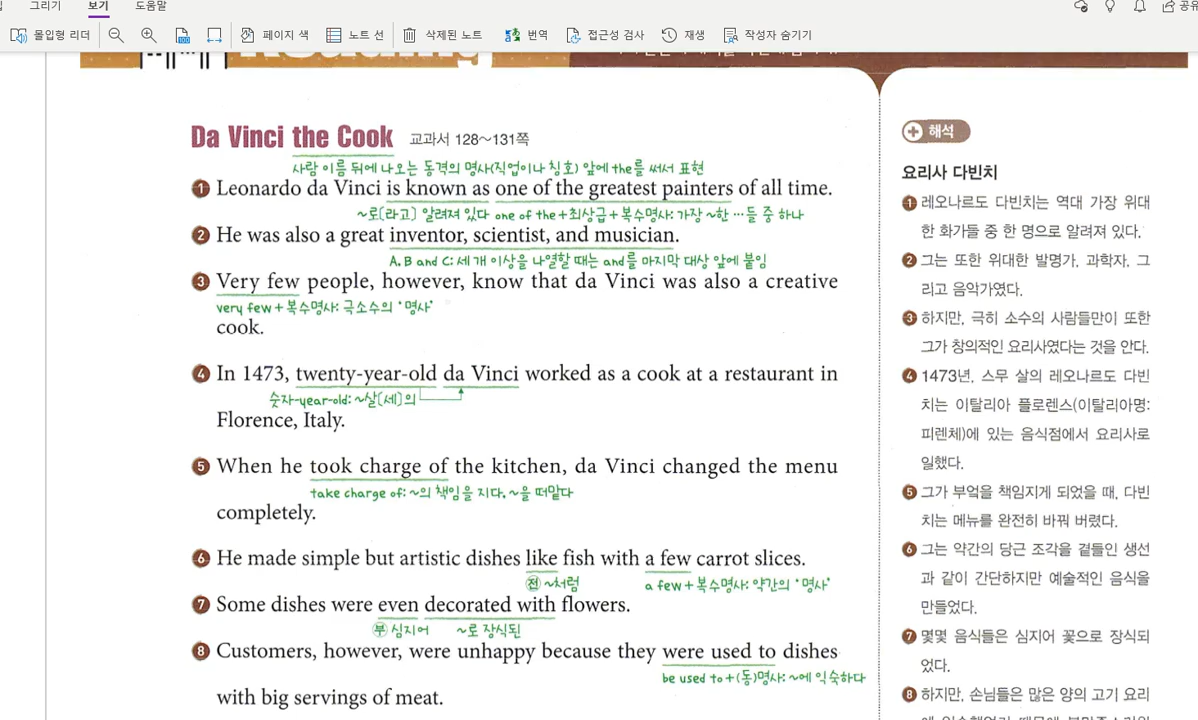 그리기 보기 도움말
공유
몰입형 리더 페이지 색 노트 선 삭제된 노트 번역 접근성 검사 재생 작성자 숨기기
Reading
Da Vinci the Cook 교과서 128~131쪽
사람 이름 뒤에 나오는 동격의 명사(직업이나 칭호) 앞에 the를 써서 표현
1 Leonardo da Vinci is known as one of the greatest painters of all time.
~로[라고] 알려져 있다 one of the+최상급+복수명사: 가장 ~한 …들 중 하나
2 He was also a great inventor, scientist, and musician.
A, B and C: 세 개 이상을 나열할 때는 and를 마지막 대상 앞에 붙임
3 Very few people, however, know that da Vinci was also a creative
very few+복수명사: 극소수의 '명사'
cook.
4 In 1473, twenty-year-old da Vinci worked as a cook at a restaurant in
숫자-year-old: ~살[세]의
Florence, Italy.
5 When he took charge of the kitchen, da Vinci changed the menu
take charge of: ~의 책임을 지다, ~을 떠맡다
completely.
6 He made simple but artistic dishes like fish with a few carrot slices.
전 ~처럼 a few+복수명사: 약간의 '명사'
7 Some dishes were even decorated with flowers.
부 심지어 ~로 장식된
8 Customers, however, were unhappy because they were used to dishes
be used to+(동)명사: ~에 익숙하다
with big servings of meat.
해석
요리사 다빈치
1 레오나르도 다빈치는 역대 가장 위대
한 화가들 중 한 명으로 알려져 있다.
2 그는 또한 위대한 발명가, 과학자, 그
리고 음악가였다.
3 하지만, 극히 소수의 사람들만이 또한
그가 창의적인 요리사였다는 것을 안다.
4 1473년, 스무 살의 레오나르도 다빈
치는 이탈리아 플로렌스(이탈리아명:
피렌체)에 있는 음식점에서 요리사로
일했다.
5 그가 부엌을 책임지게 되었을 때, 다빈
치는 메뉴를 완전히 바꿔 버렸다.
6 그는 약간의 당근 조각을 곁들인 생선
과 같이 간단하지만 예술적인 음식을
만들었다.
7 몇몇 음식들은 심지어 꽃으로 장식되
었다.
8 하지만, 손님들은 많은 양의 고기 요리